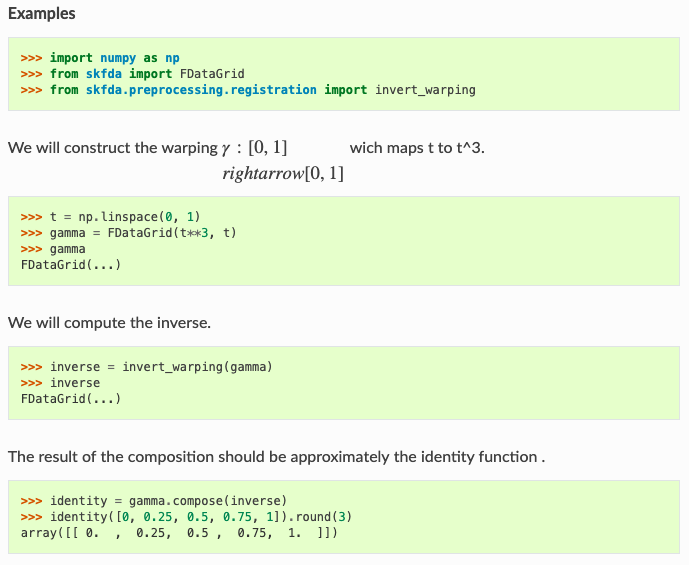 Examples
>>> import numpy as np
>>> from skfda import FDataGrid
>>> from skfda.preprocessing.registration import invert_warping
We will construct the warping γ : [0, 1] wich maps t to t^3.
rightarrow[0, 1]
>>> t = np.linspace(0, 1)
>>> gamma = FDataGrid(t**3, t)
>>> gamma
FDataGrid(...)
We will compute the inverse.
>>> inverse = invert_warping(gamma)
>>> inverse
FDataGrid(...)
The result of the composition should be approximately the identity function .
>>> identity = gamma.compose(inverse)
>>> identity([0, 0.25, 0.5, 0.75, 1]).round(3)
array([[ 0.  ,  0.25,  0.5 ,  0.75,  1.  ]])